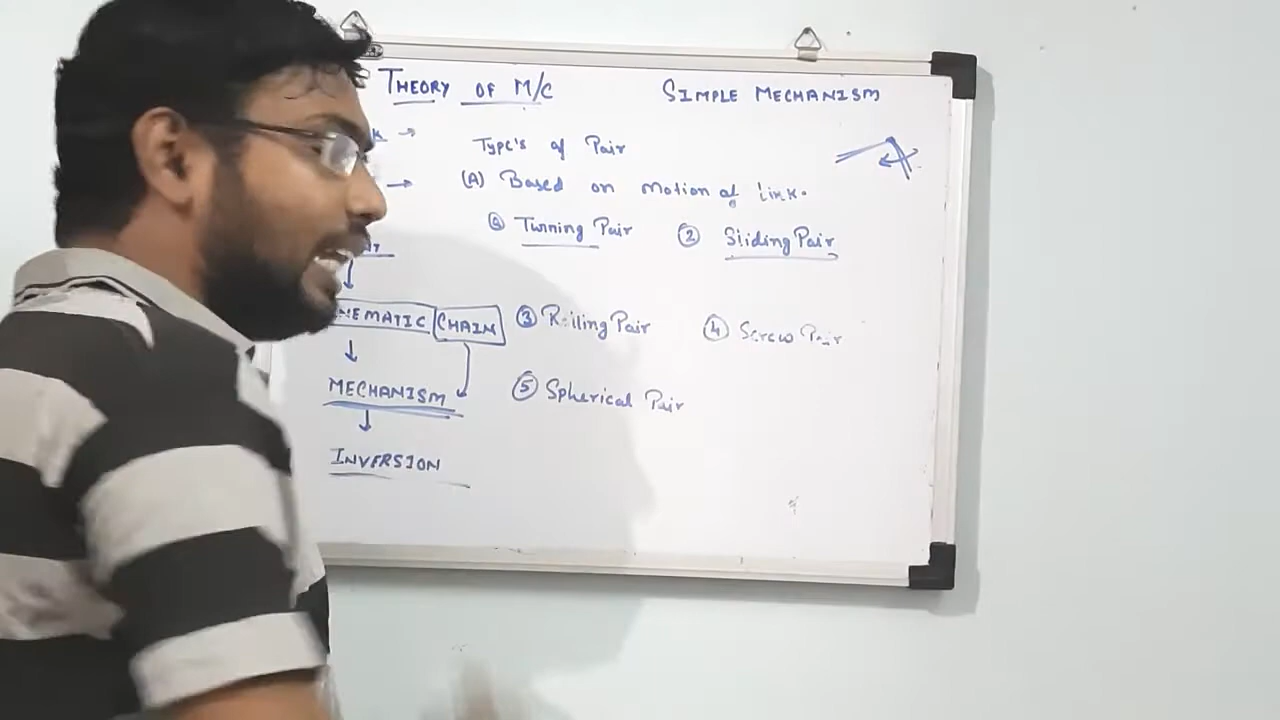 THEORY OF M/C
SIMPLE MECHANISM
K →
Type's of Pair
→ (A) Based on motion of link.
① Turning Pair ② Sliding Pair
NEMATIC CHAIN
③ Rolling Pair ④ Screw Pair
MECHANISM
⑤ Spherical Pair
INVERSION